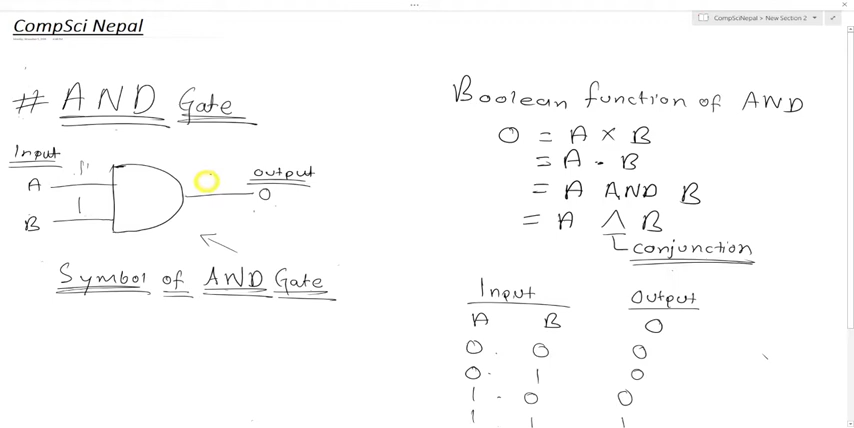 CompSci Nepal
CompSciNepal > New Section 2
# AND Gate
Input
A
B
1
output
O
Symbol of AND Gate
Boolean function of AND
O = A × B
= A . B
= A AND B
= A ∧ B
conjunction
Input Output
A B O
0 . 0 0
0 . 1 0
1 . 0 0
1 1 1